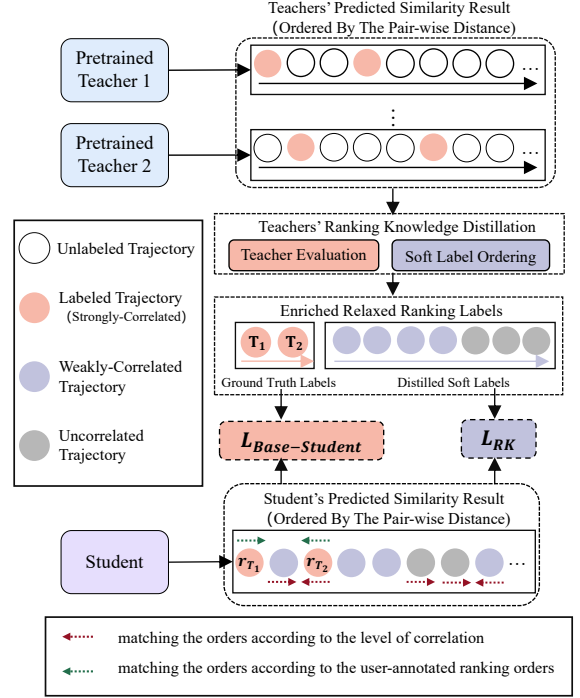 Teachers' Predicted Similarity Result
(Ordered By The Pair-wise Distance)
Pretrained
Teacher 1
...
⋮
Pretrained
Teacher 2
...
Teachers' Ranking Knowledge Distillation
Teacher Evaluation
Soft Label Ordering
Unlabeled Trajectory
Labeled Trajectory
(Strongly-Correlated)
Weakly-Correlated
Trajectory
Uncorrelated
Trajectory
Enriched Relaxed Ranking Labels
T1 T2
Ground Truth Labels
Distilled Soft Labels
L_Base−Student
L_RK
Student's Predicted Similarity Result
(Ordered By The Pair-wise Distance)
Student
r_T1 r_T2 ...
matching the orders according to the level of correlation
matching the orders according to the user-annotated ranking orders